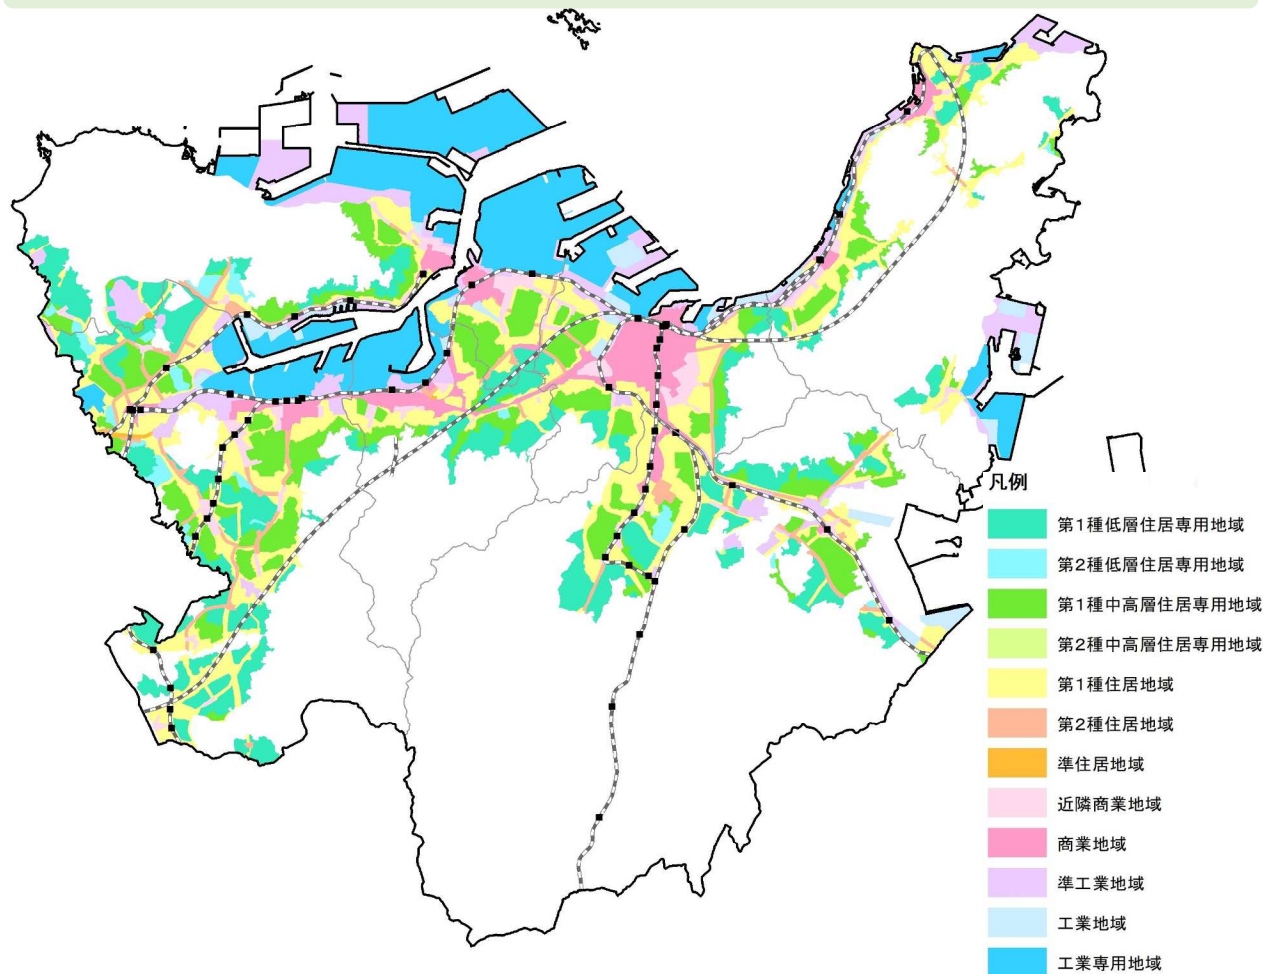 凡例
第1種低層住居専用地域
第2種低層住居専用地域
第1種中高層住居専用地域
第2種中高層住居専用地域
第1種住居地域
第2種住居地域
準住居地域
近隣商業地域
商業地域
準工業地域
工業地域
工業専用地域